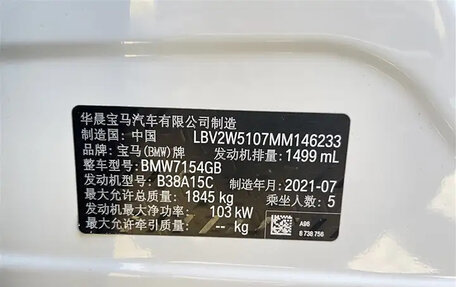 华晨宝马汽车有限公司制造
制造国：中国 LBV2W5107MM146233
品牌：宝马(BMW)牌 发动机排量：1499 mL
整车型号：BMW7154GB
发动机型号：B38A15C 制造年月：2021-07
最大允许总质量：1845 kg 乘坐人数：5
发动机最大净功率：103 kW
最大允许牵引质量：-- Kg
A98
6 738 756